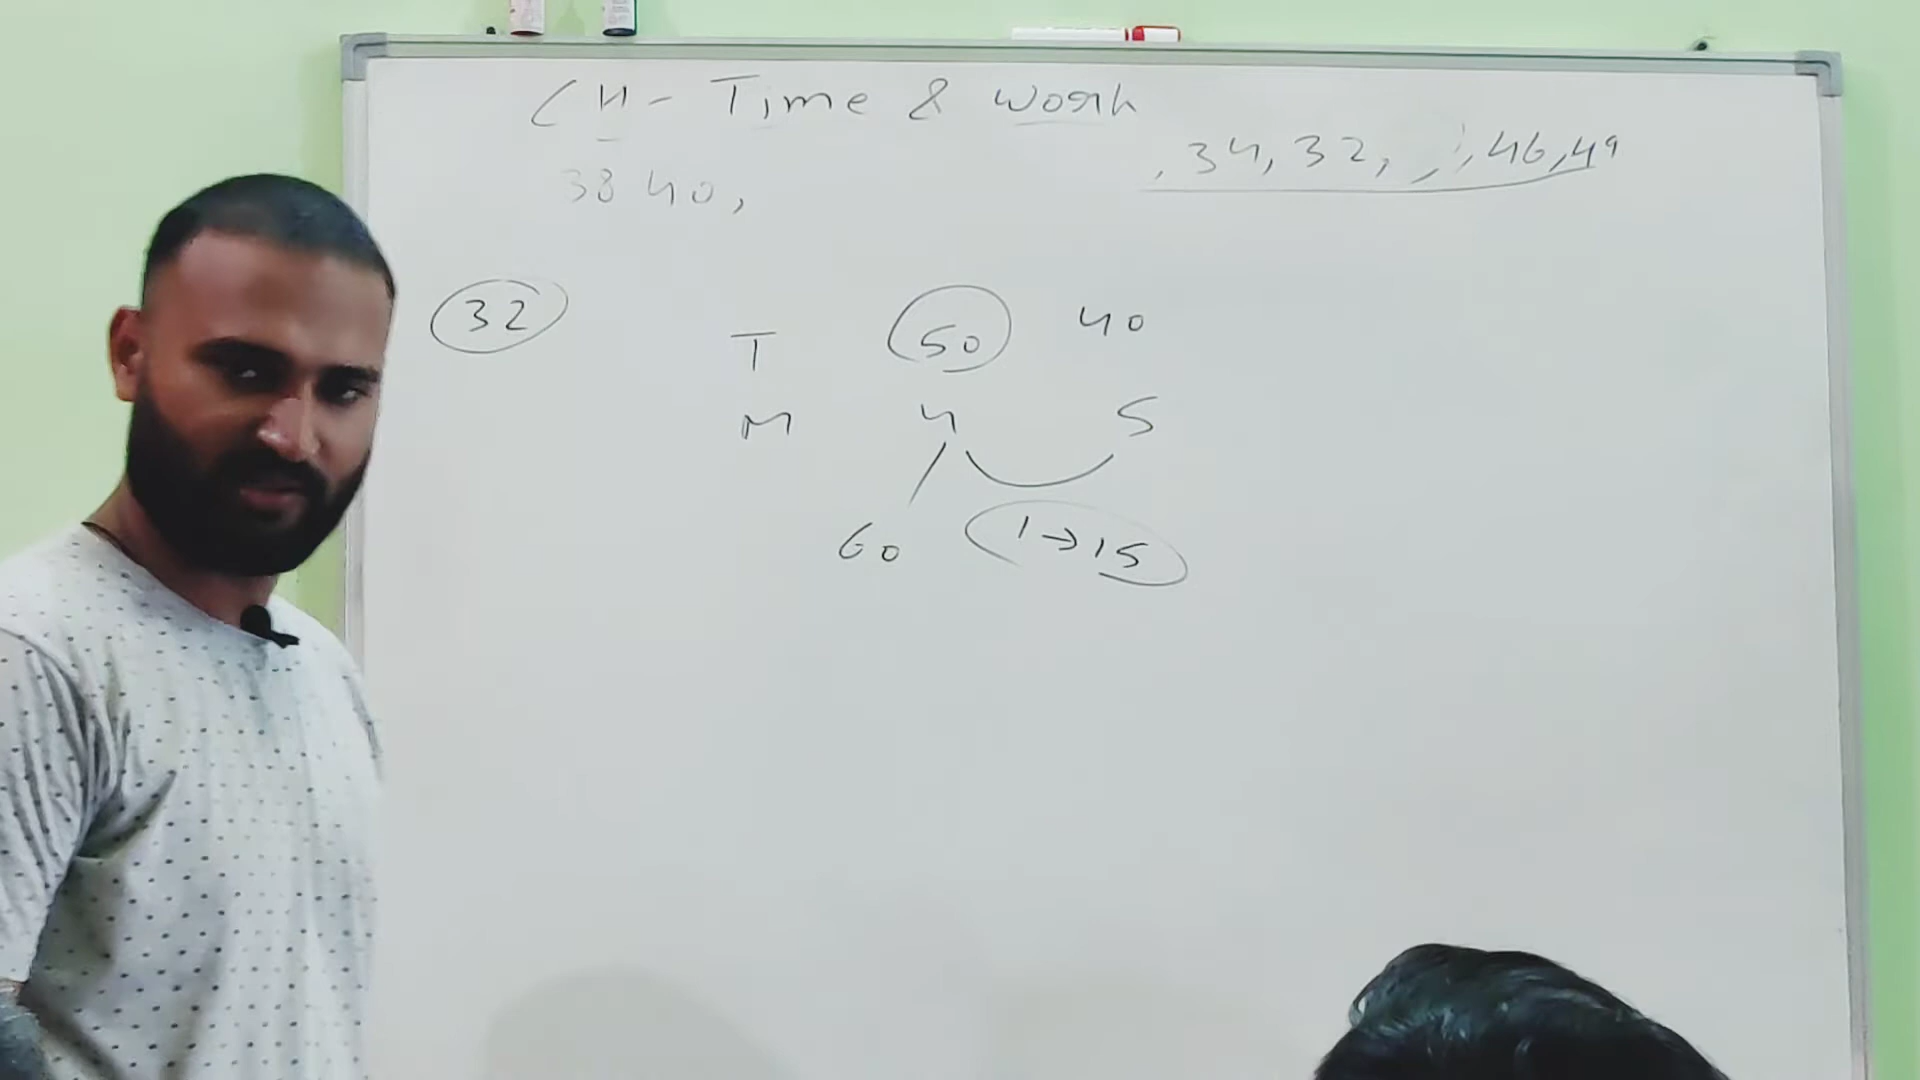 CH - Time & Work
, 34, 32, , , 46, 49
38 40,
32
T 50 40
M 4 5
60 1→15